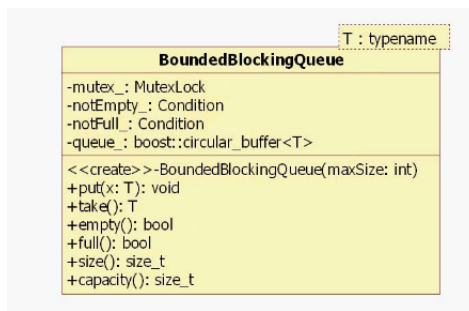 T : typename
BoundedBlockingQueue
-mutex_: MutexLock
-notEmpty_: Condition
-notFull_: Condition
-queue_: boost::circular_buffer<T>
<<create>>-BoundedBlockingQueue(maxSize: int)
+put(x: T): void
+take(): T
+empty(): bool
+full(): bool
+size(): size_t
+capacity(): size_t